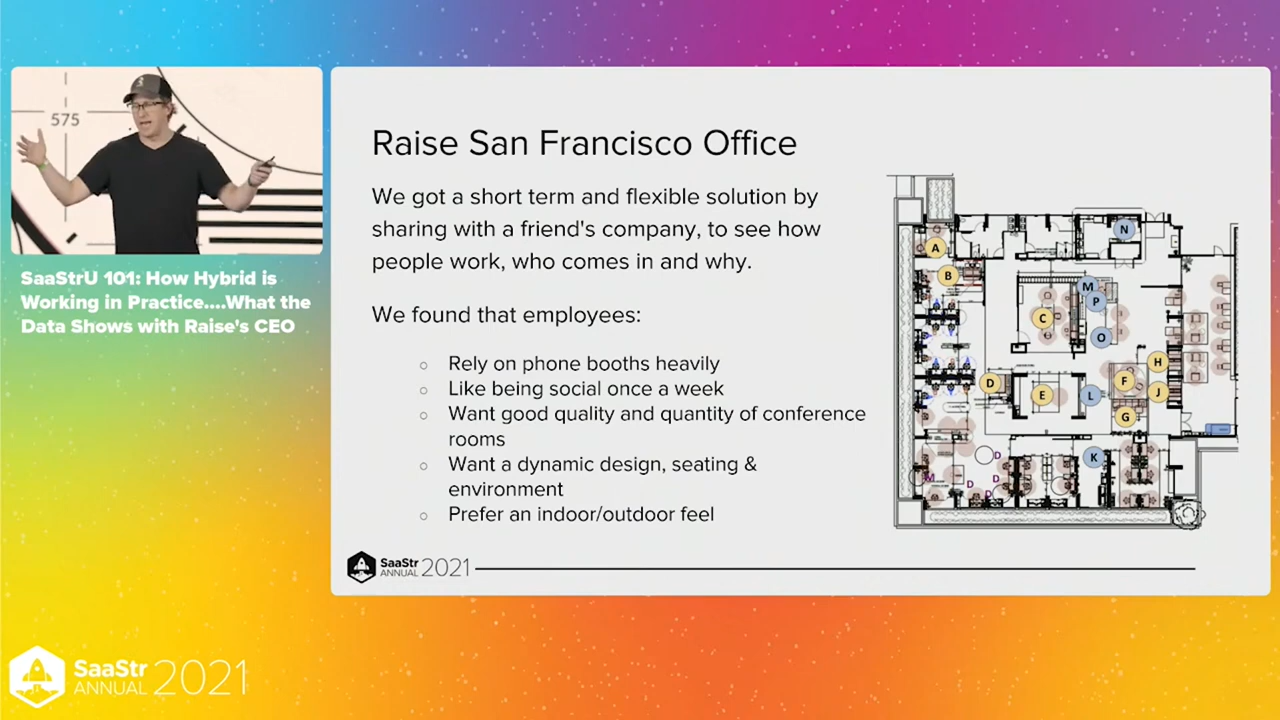 575
SaaStrU 101: How Hybrid is
Working in Practice....What the
Data Shows with Raise's CEO
Raise San Francisco Office
We got a short term and flexible solution by
sharing with a friend's company, to see how
people work, who comes in and why.
We found that employees:
○ Rely on phone booths heavily
○ Like being social once a week
○ Want good quality and quantity of conference
rooms
○ Want a dynamic design, seating &
environment
○ Prefer an indoor/outdoor feel
N
A
B
M
P
C
O
H
D
F
E
L
J
G
K
D
M
D
D
D
SaaStr
ANNUAL 2021
SaaStr
ANNUAL 2021